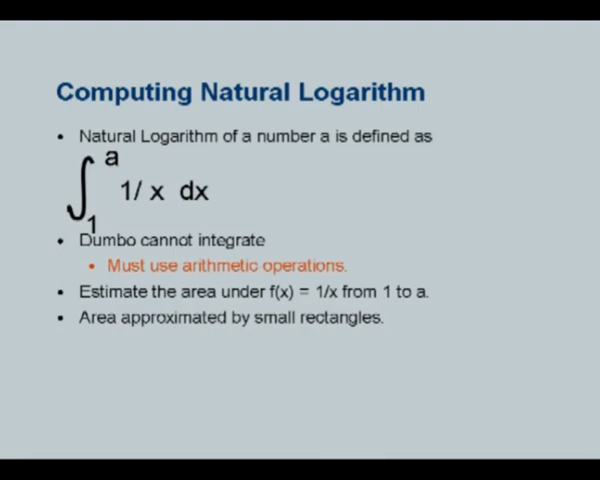 Computing Natural Logarithm
• Natural Logarithm of a number a is defined as
∫ a
1/ x dx
1
• Dumbo cannot integrate
• Must use arithmetic operations.
• Estimate the area under f(x) = 1/x from 1 to a.
• Area approximated by small rectangles.